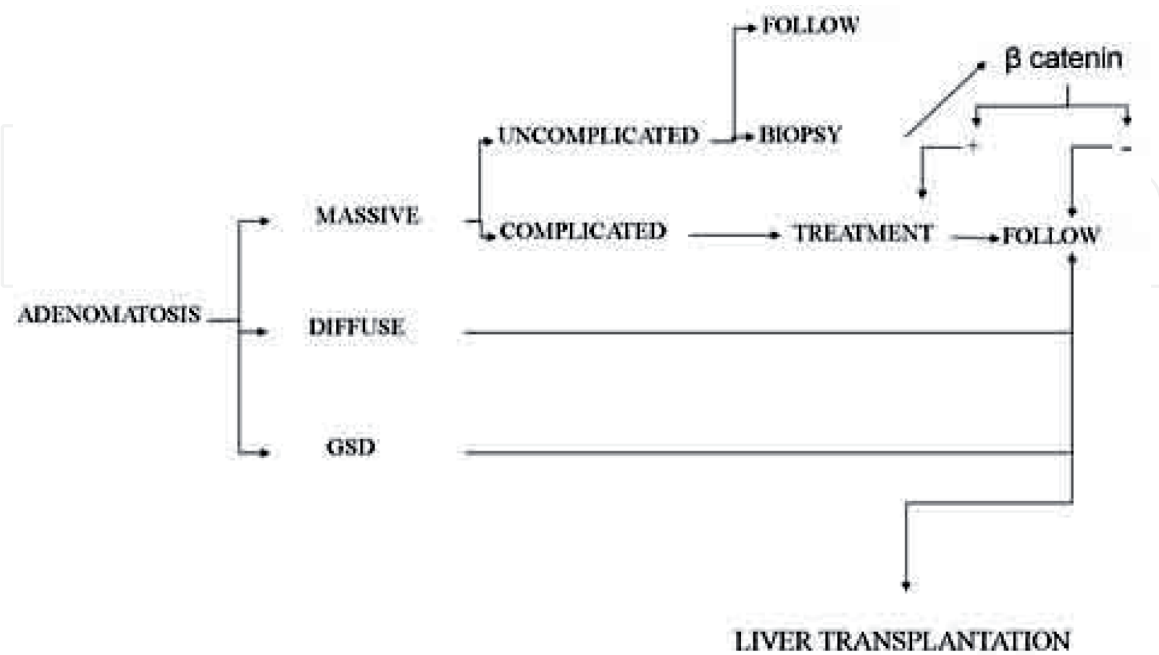 FOLLOW
β catenin
UNCOMPLICATED
BIOPSY
+
-
MASSIVE
COMPLICATED
TREATMENT
FOLLOW
ADENOMATOSIS
DIFFUSE
GSD
LIVER TRANSPLANTATION